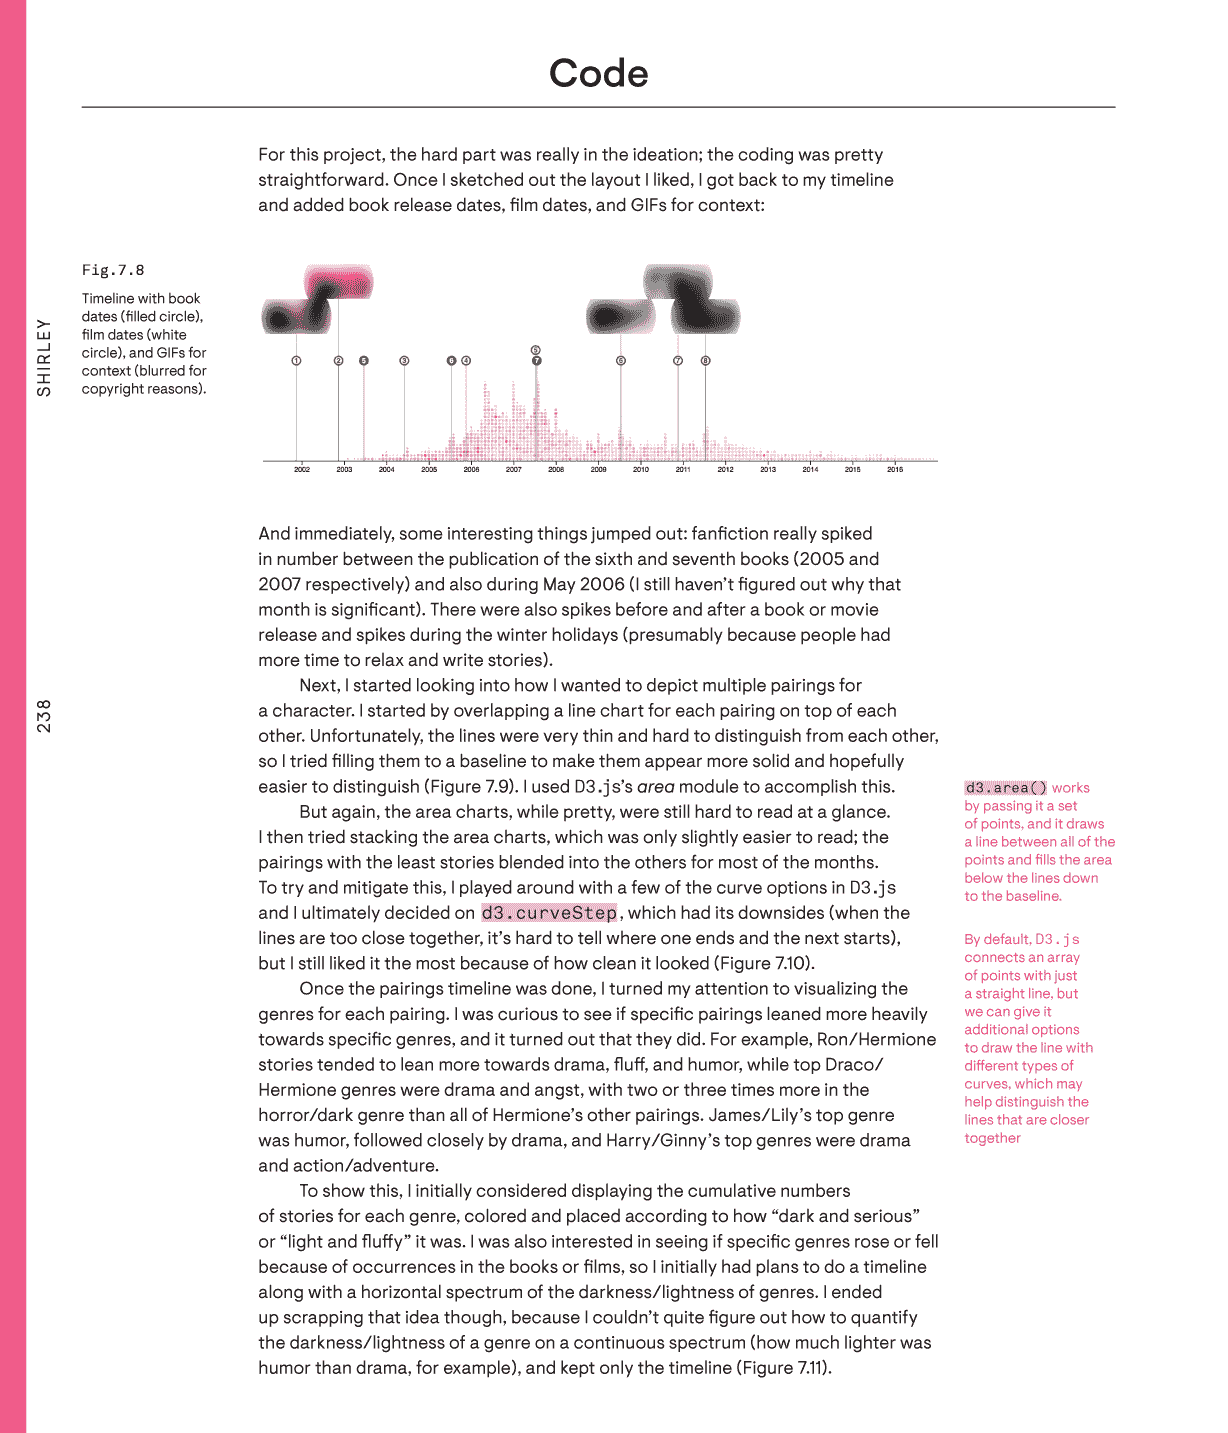 Code
For this project, the hard part was really in the ideation; the coding was pretty
straightforward. Once I sketched out the layout I liked, I got back to my timeline
and added book release dates, film dates, and GIFs for context:
Fig.7.8
Timeline with book
dates (filled circle),
film dates (white
circle), and GIFs for
context (blurred for
copyright reasons).
SHIRLEY
238
5
1 2 5 3 6 4 7 6 7 8
2002 2003 2004 2005 2006 2007 2008 2009 2010 2011 2012 2013 2014 2015 2016
And immediately, some interesting things jumped out: fanfiction really spiked
in number between the publication of the sixth and seventh books (2005 and
2007 respectively) and also during May 2006 (I still haven’t figured out why that
month is significant). There were also spikes before and after a book or movie
release and spikes during the winter holidays (presumably because people had
more time to relax and write stories).
Next, I started looking into how I wanted to depict multiple pairings for
a character. I started by overlapping a line chart for each pairing on top of each
other. Unfortunately, the lines were very thin and hard to distinguish from each other,
so I tried filling them to a baseline to make them appear more solid and hopefully
easier to distinguish (Figure 7.9). I used D3.js’s area module to accomplish this.
But again, the area charts, while pretty, were still hard to read at a glance.
I then tried stacking the area charts, which was only slightly easier to read; the
pairings with the least stories blended into the others for most of the months.
To try and mitigate this, I played around with a few of the curve options in D3.js
and I ultimately decided on d3.curveStep, which had its downsides (when the
lines are too close together, it’s hard to tell where one ends and the next starts),
but I still liked it the most because of how clean it looked (Figure 7.10).
Once the pairings timeline was done, I turned my attention to visualizing the
genres for each pairing. I was curious to see if specific pairings leaned more heavily
towards specific genres, and it turned out that they did. For example, Ron/Hermione
stories tended to lean more towards drama, fluff, and humor, while top Draco/
Hermione genres were drama and angst, with two or three times more in the
horror/dark genre than all of Hermione’s other pairings. James/Lily’s top genre
was humor, followed closely by drama, and Harry/Ginny’s top genres were drama
and action/adventure.
To show this, I initially considered displaying the cumulative numbers
of stories for each genre, colored and placed according to how “dark and serious”
or “light and fluffy” it was. I was also interested in seeing if specific genres rose or fell
because of occurrences in the books or films, so I initially had plans to do a timeline
along with a horizontal spectrum of the darkness/lightness of genres. I ended
up scrapping that idea though, because I couldn’t quite figure out how to quantify
the darkness/lightness of a genre on a continuous spectrum (how much lighter was
humor than drama, for example), and kept only the timeline (Figure 7.11).
d3.area() works
by passing it a set
of points, and it draws
a line between all of the
points and fills the area
below the lines down
to the baseline.
By default, D3.js
connects an array
of points with just
a straight line, but
we can give it
additional options
to draw the line with
different types of
curves, which may
help distinguish the
lines that are closer
together